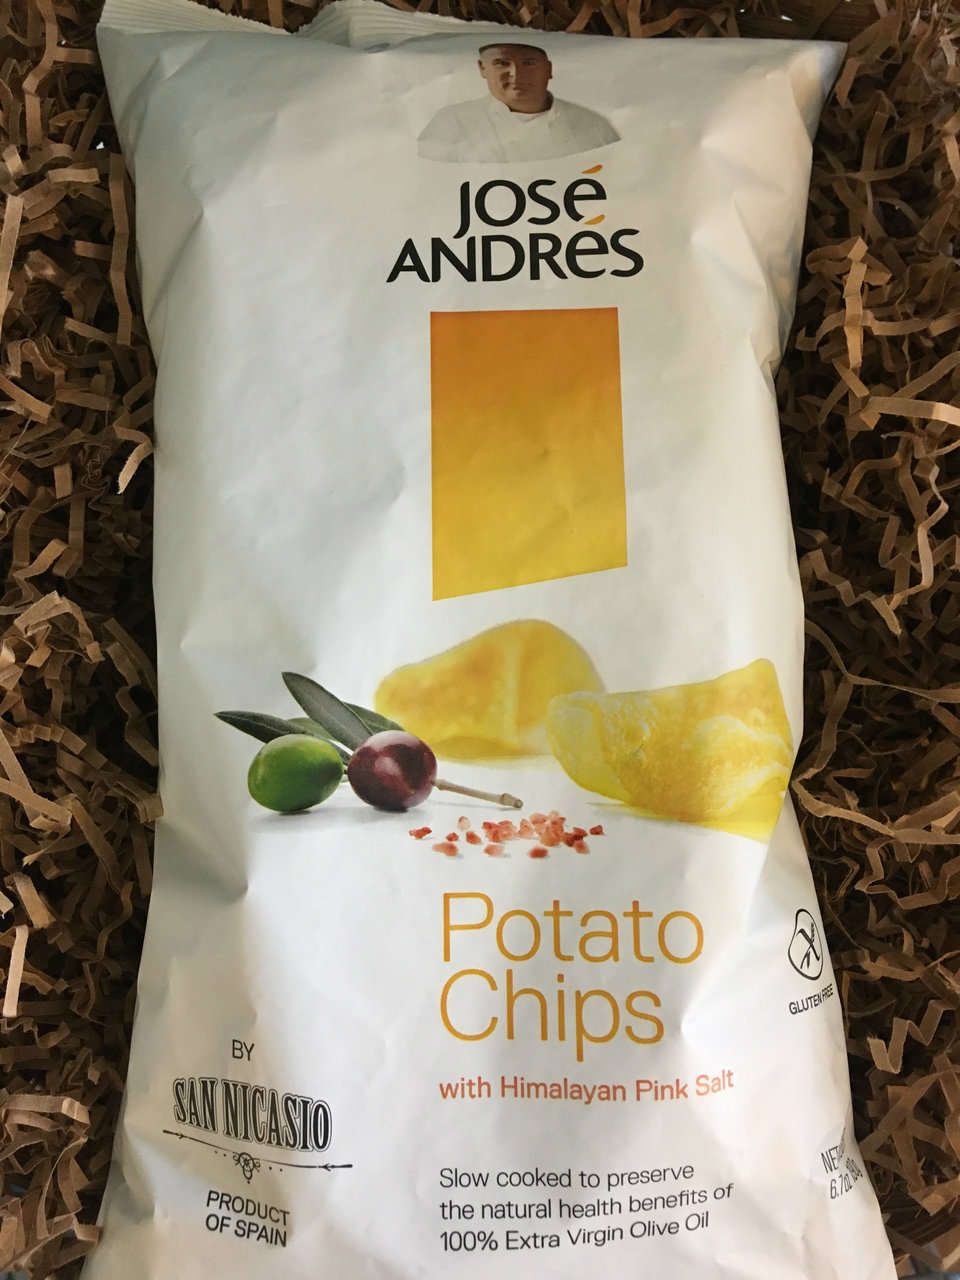 JOSé
ANDRéS
Potato
Chips
with Himalayan Pink Salt
GLUTEN FREE
BY
SAN NICASIO
PRODUCT
OF SPAIN
Slow cooked to preserve
the natural health benefits of
100% Extra Virgin Olive Oil